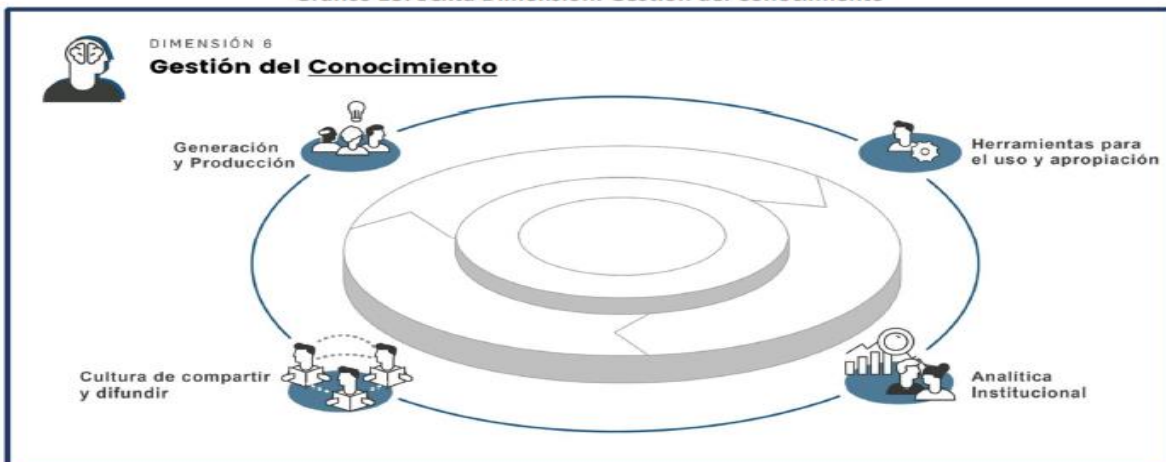 DIMENSIÓN 6
Gestión del Conocimiento
Generación
y Producción
Herramientas para
el uso y apropiación
Cultura de compartir
y difundir
Analítica
Institucional